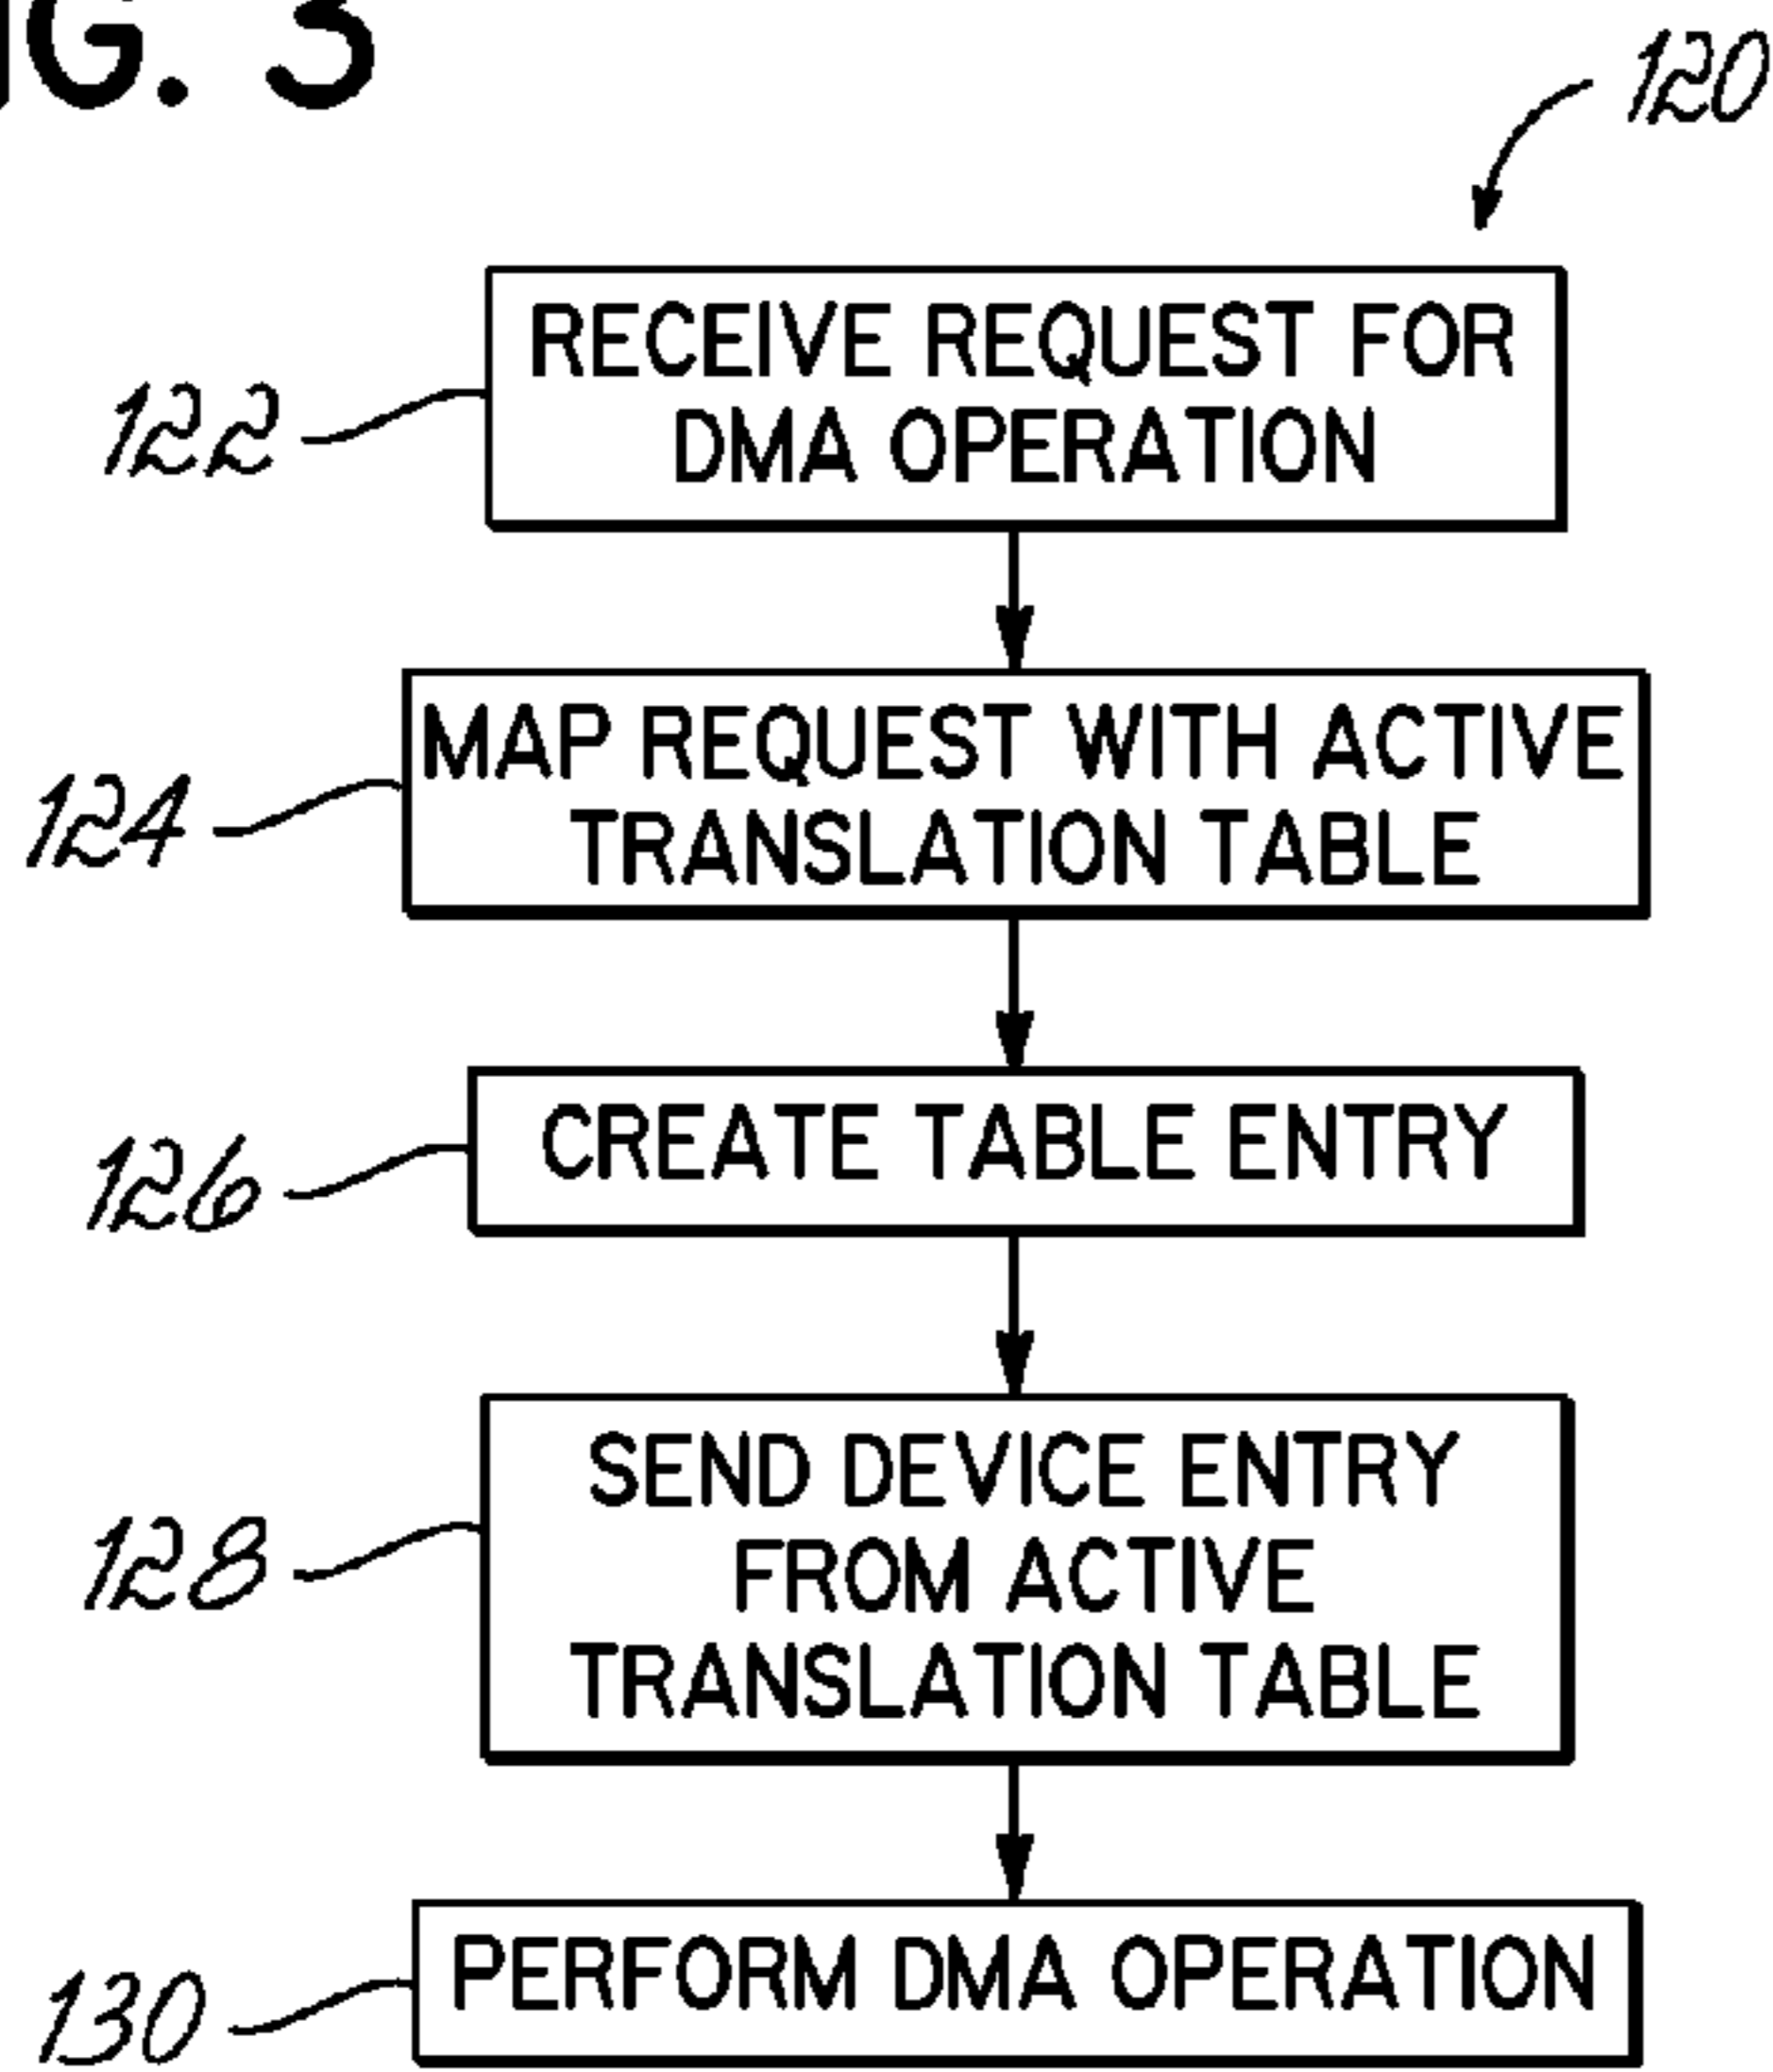 IG. 3
120
RECEIVE REQUEST FOR
DMA OPERATION
122
MAP REQUEST WITH ACTIVE
TRANSLATION TABLE
124
CREATE TABLE ENTRY
126
SEND DEVICE ENTRY
FROM ACTIVE
TRANSLATION TABLE
128
PERFORM DMA OPERATION
130